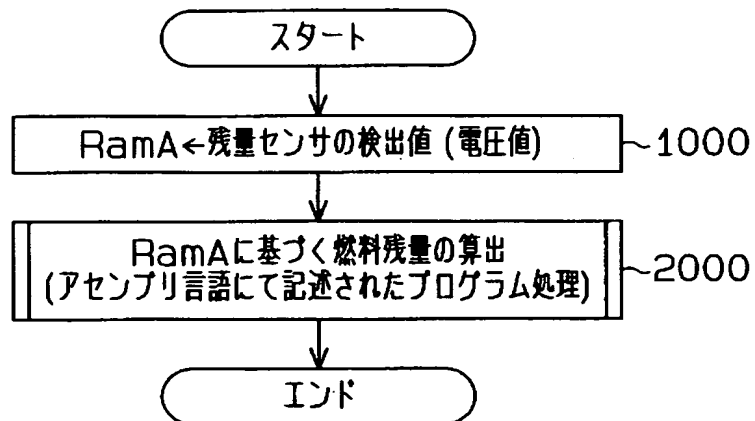 スタート
RamA←残量センサの検出値(電圧値)
1000
RamAに基づく燃料残量の算出
(アセンブリ言語にて記述されたプログラム処理)
2000
エンド